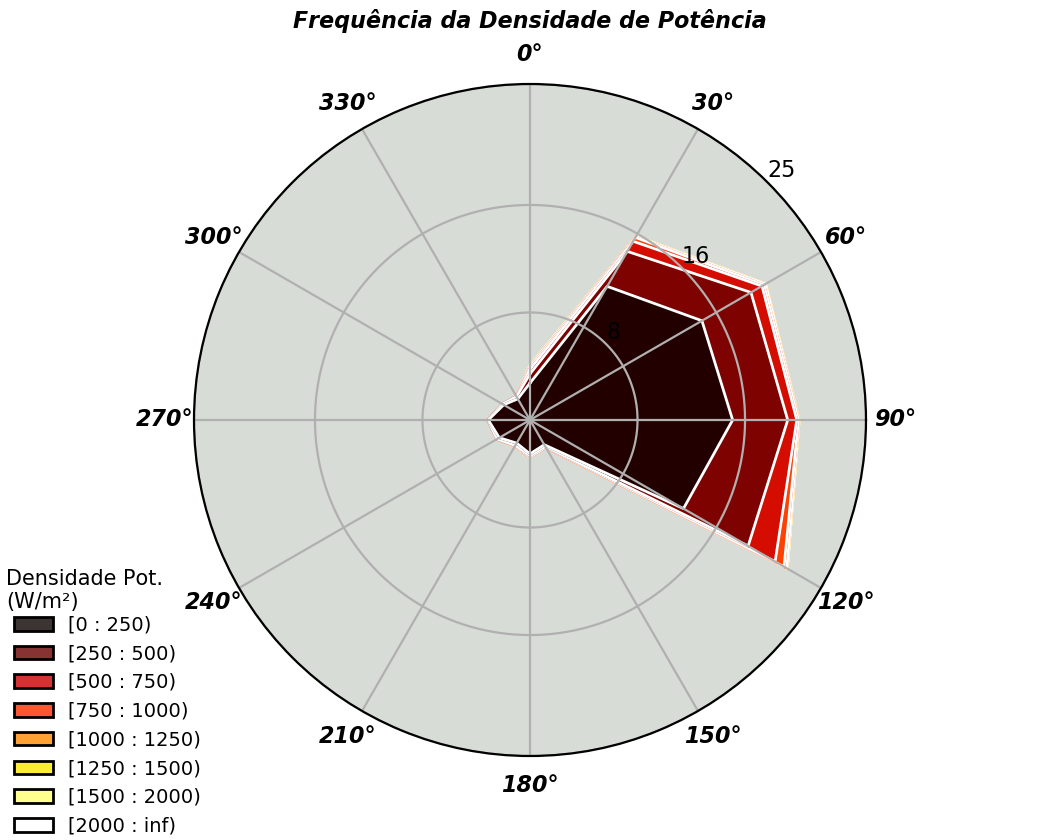 Frequência da Densidade de Potência
0°
330°
30°
25
300°
60°
16
8
270°
90°
240°
120°
210°
150°
180°
Densidade Pot.
(W/m²)
[0 : 250)
[250 : 500)
[500 : 750)
[750 : 1000)
[1000 : 1250)
[1250 : 1500)
[1500 : 2000)
[2000 : inf)